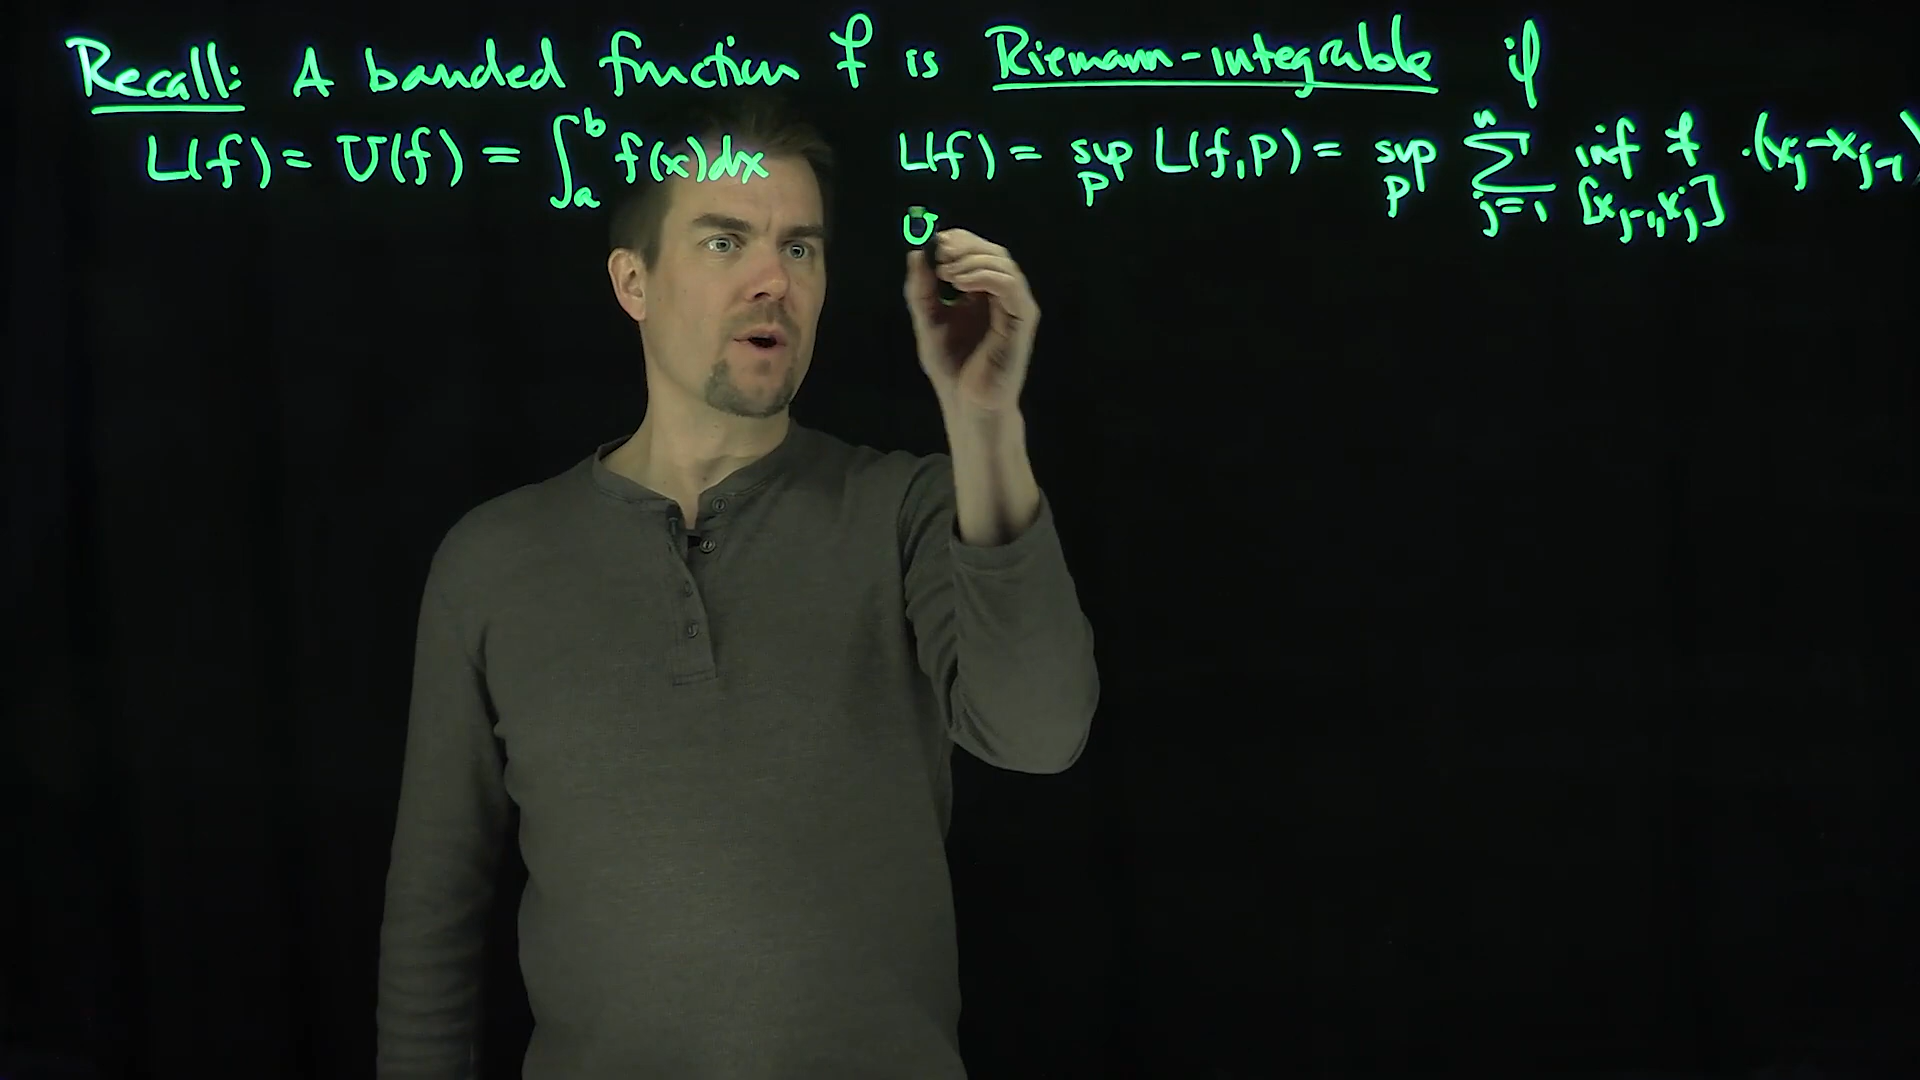 Recall: A bounded function f is Riemann-integrable if
L(f) = U(f) = ∫_a^b f(x)dx L(f) = sup_P L(f,P) = sup_P Σ_{j=1}^n inf_{[x_{j-1},x_j]} f · (x_j - x_{j-1})
U